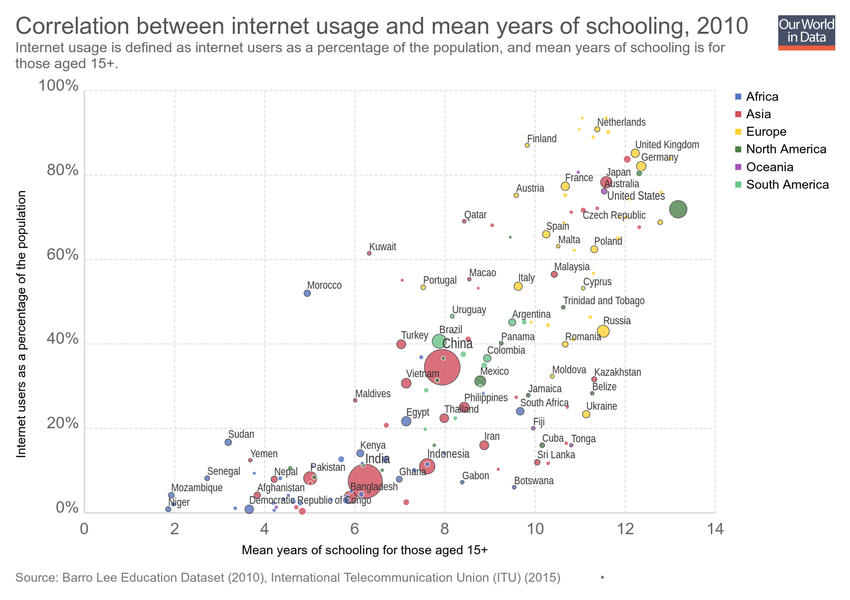 Correlation between internet usage and mean years of schooling, 2010
Our World
in Data
Internet usage is defined as internet users as a percentage of the population, and mean years of schooling is for
those aged 15+.
100%
80%
60%
40%
20%
0%
Internet users as a percentage of the population
Africa
Asia
Europe
North America
Oceania
South America
Netherlands
Finland
United Kingdom
Germany
Japan
France
Australia
Austria
United States
Qatar
Czech Republic
Spain
Malta
Poland
Kuwait
Malaysia
Macao
Italy
Cyprus
Portugal
Morocco
Trinidad and Tobago
Uruguay
Argentina
Russia
Brazil
Turkey
Panama
Romania
China
Colombia
Vietnam
Mexico
Moldova
Kazakhstan
Belize
Jamaica
Maldives
Philippines
South Africa
Ukraine
Egypt
Thailand
Fiji
Sudan
Iran
Cuba
Tonga
Kenya
Yemen
India
Indonesia
Sri Lanka
Pakistan
Senegal
Nepal
Ghana
Gabon
Botswana
Mozambique
Afghanistan
Bangladesh
Niger
Democratic Republic of Congo
0
2
4
6
8
10
12
14
Mean years of schooling for those aged 15+
Source: Barro Lee Education Dataset (2010), International Telecommunication Union (ITU) (2015)